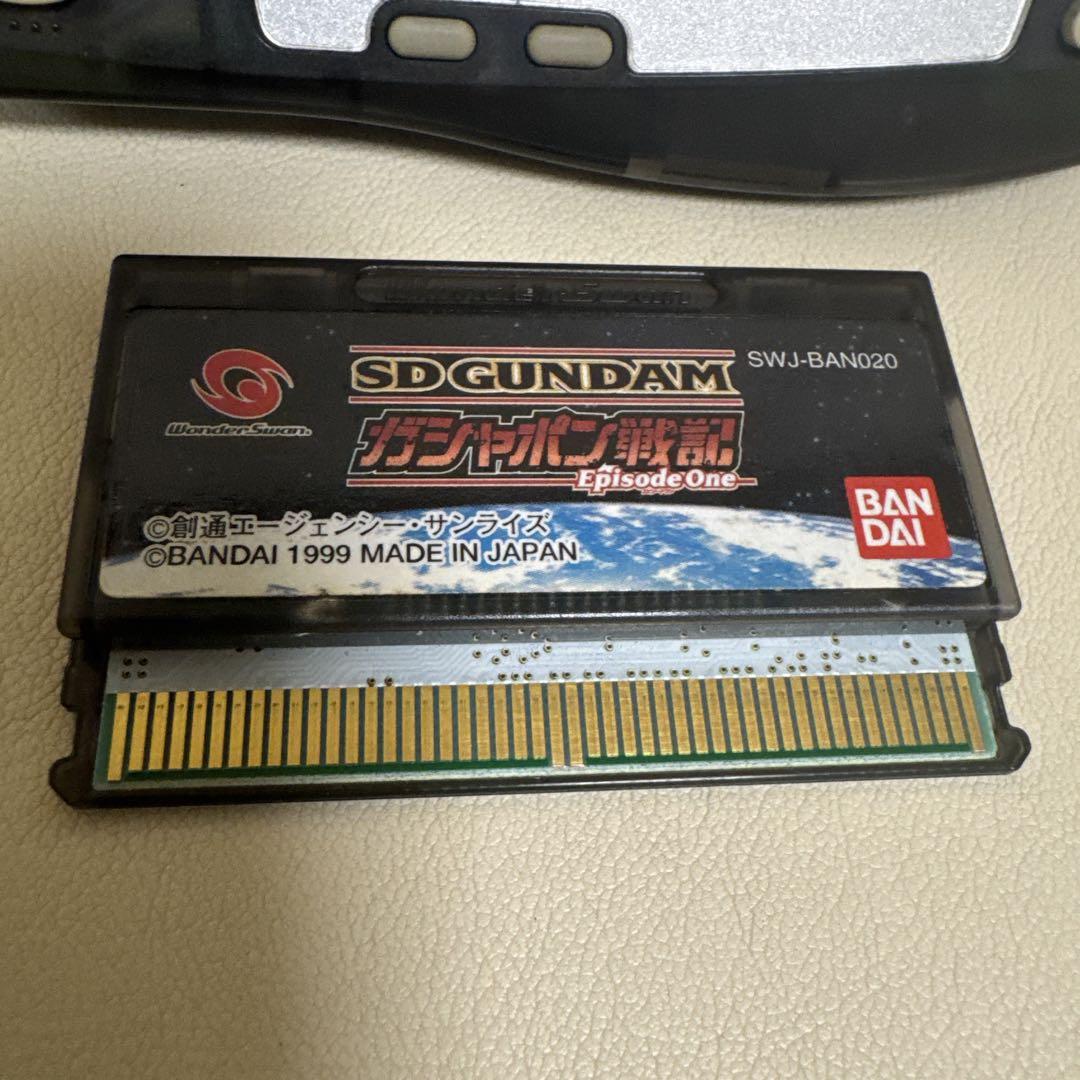 WonderSwan
SD GUNDAM
SWJ-BAN020
WonderSwan.
ガシャポン戦記
Episode One
©創通エージェンシー・サンライズ
©BANDAI 1999 MADE IN JAPAN
BAN
DAI